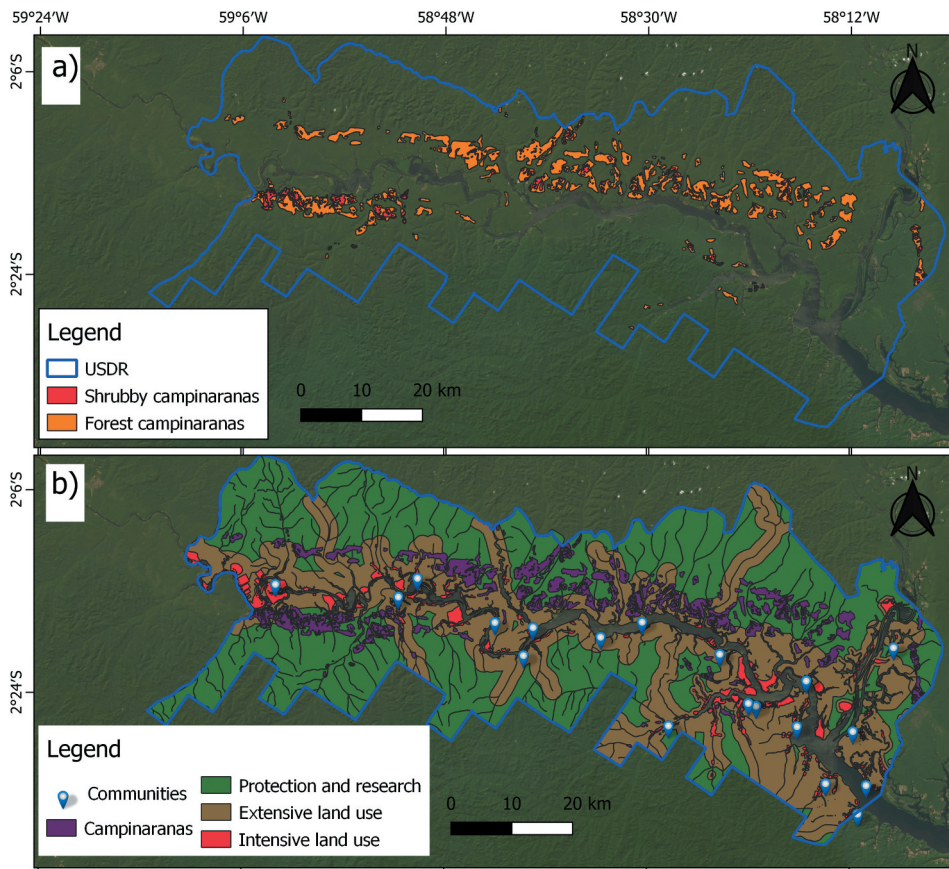 59°24'W 59°6'W 58°48'W 58°30'W 58°12'W
a)
N
2°6'S
2°24'S
Legend
USDR
Shrubby campinaranas
Forest campinaranas
0 10 20 km
b)
N
2°6'S
2°24'S
Legend
Communities
Campinaranas
Protection and research
Extensive land use
Intensive land use
0 10 20 km